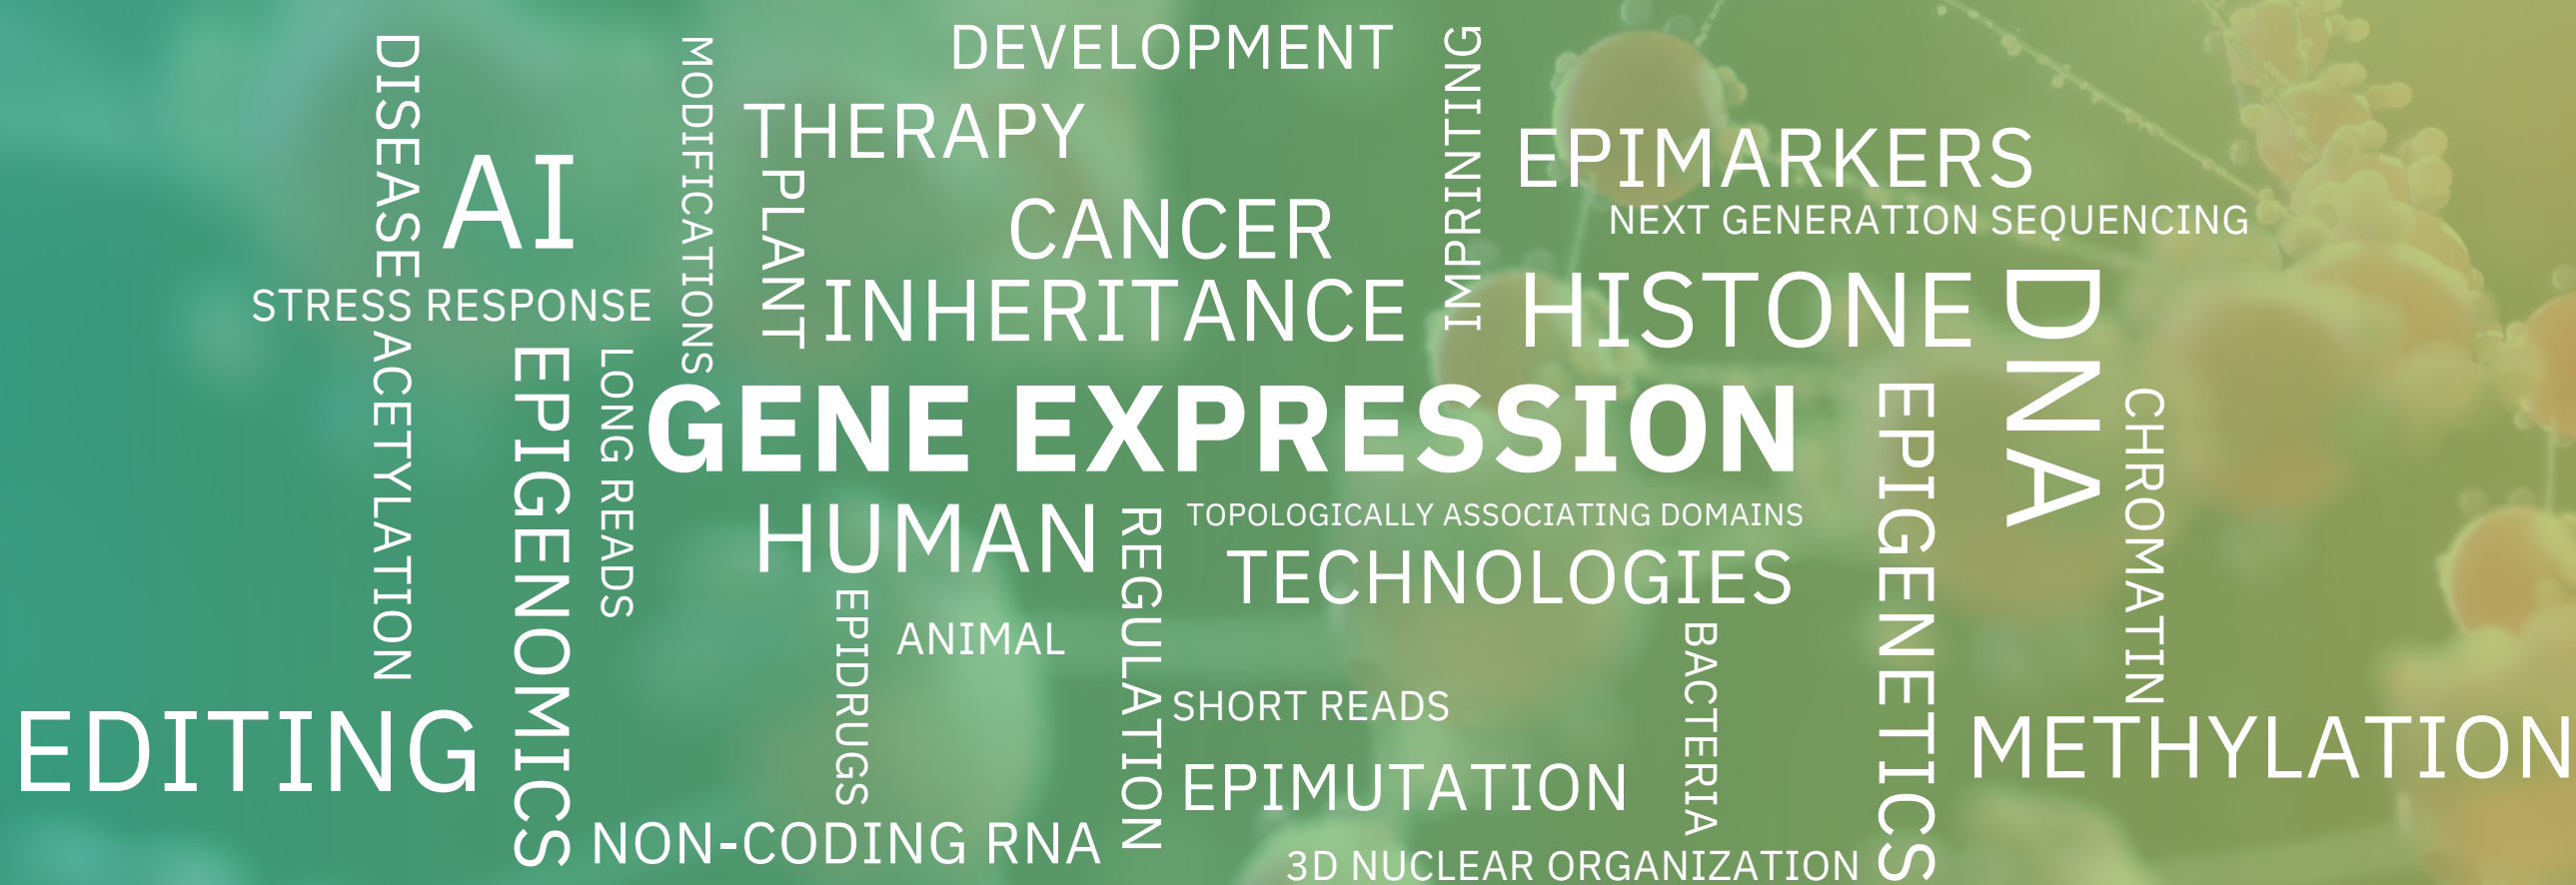 DEVELOPMENT
DISEASE
MODIFICATIONS
IMPRINTING
THERAPY
EPIMARKERS
AI
PLANT
CANCER
NEXT GENERATION SEQUENCING
STRESS RESPONSE
INHERITANCE
HISTONE
DNA
ACETYLATION
EPIGENOMICS
LONG READS
GENE EXPRESSION
EPIGENETICS
CHROMATIN
HUMAN
REGULATION
TOPOLOGICALLY ASSOCIATING DOMAINS
TECHNOLOGIES
EPIDRUGS
ANIMAL
BACTERIA
SHORT READS
EDITING
METHYLATION
EPIMUTATION
NON-CODING RNA
3D NUCLEAR ORGANIZATION